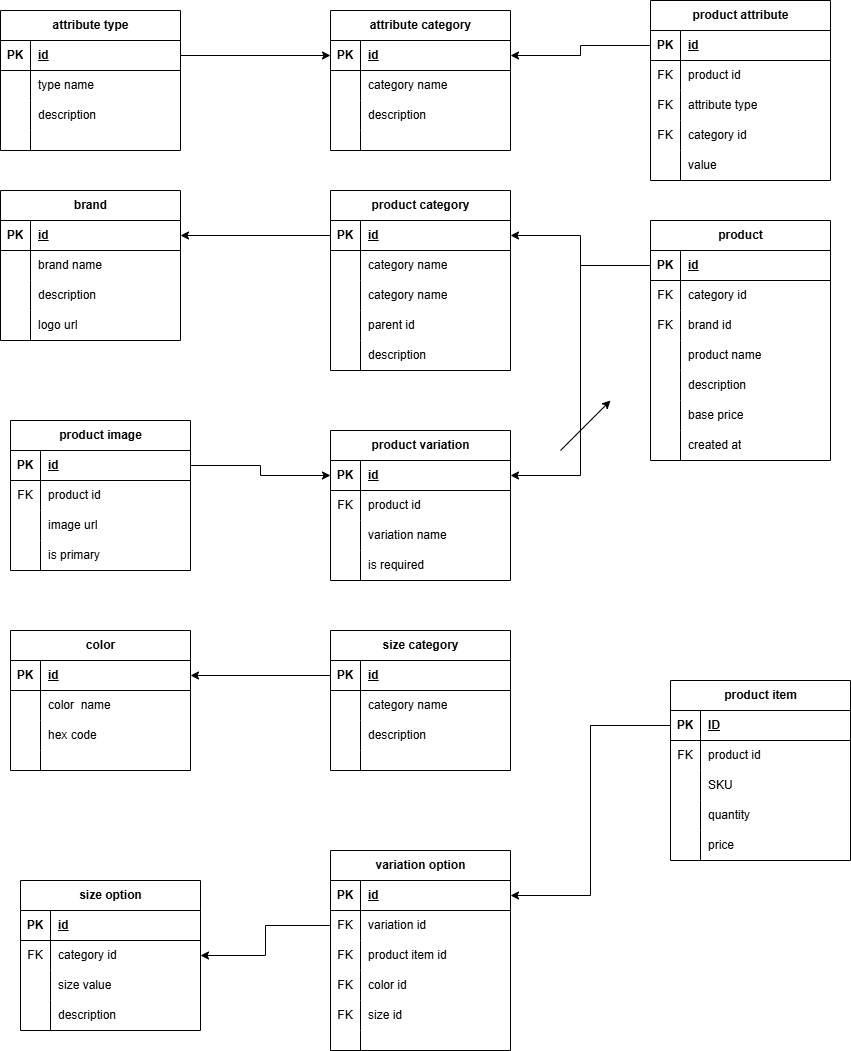 attribute type
PK id
type name
description
attribute category
PK id
category name
description
product attribute
PK id
FK product id
FK attribute type
FK category id
value
brand
PK id
brand name
description
logo url
product category
PK id
category name
category name
parent id
description
product
PK id
FK category id
FK brand id
product name
description
base price
created at
product image
PK id
FK product id
image url
is primary
product variation
PK id
FK product id
variation name
is required
color
PK id
color name
hex code
size category
PK id
category name
description
product item
PK ID
FK product id
SKU
quantity
price
size option
PK id
FK category id
size value
description
variation option
PK id
FK variation id
FK product item id
FK color id
FK size id